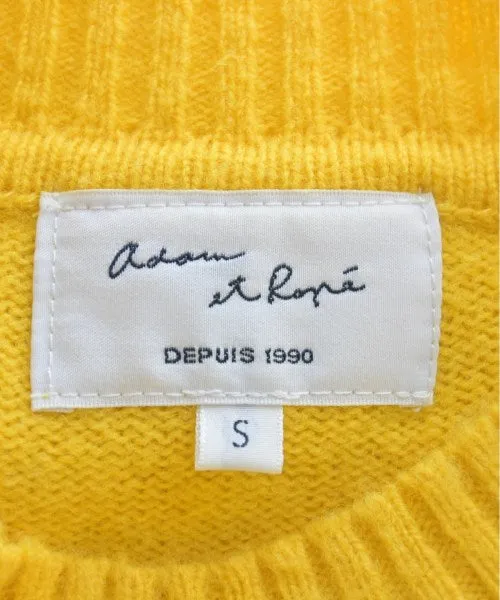 Adam
et Ropé
DEPUIS 1990
S